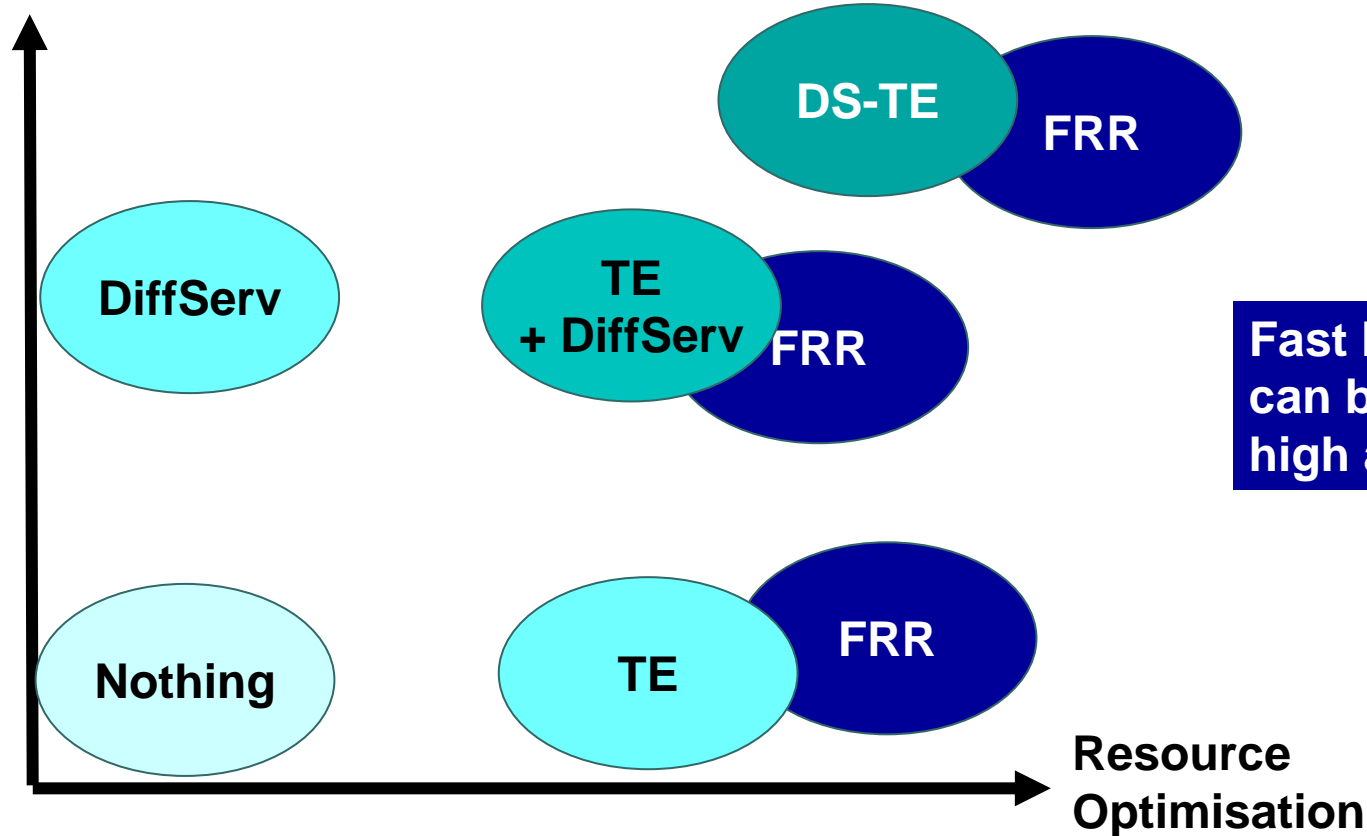 DS-TE
FRR
DiffServ
TE
+ DiffServ
FRR
Fast
can
high
Nothing
TE
FRR
Resource
Optimisation